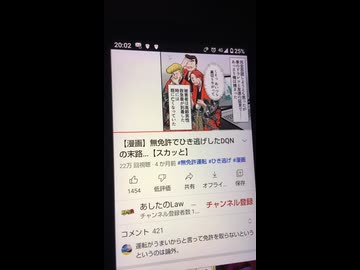 20:02
4G 25%
【漫画】無免許でひき逃げしたDQN
の末路...【スカッと】
22万 回視聴・4 か月前 #無免許運転 #ひき逃げ #漫画
1454
低評価
共有
オフライ...
保存
あしたのLaw
チャンネル登録者数 1...
チャンネル登録
コメント 421
運転がうまいからと言って免許を取らないという
というのは論外。